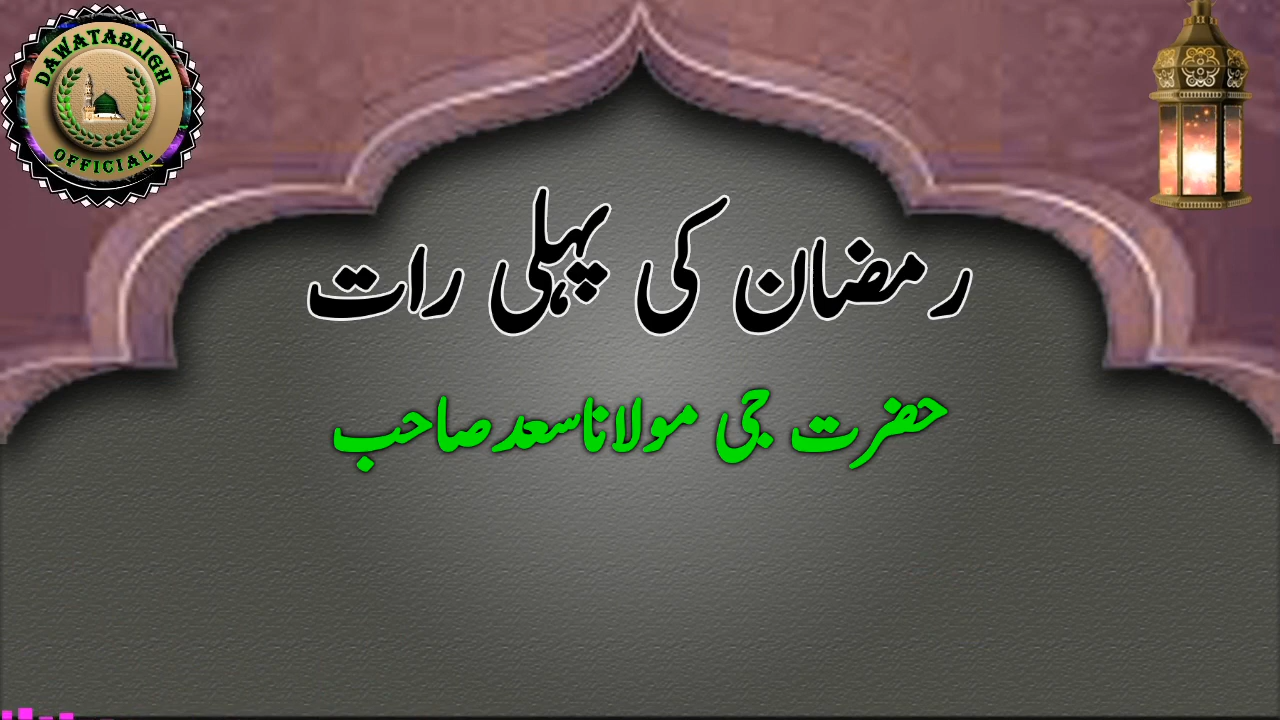 DAWATABLIGH
OFFICIAL
رمضان کی پہلی رات
حضرت جی مولانا سعد صاحب